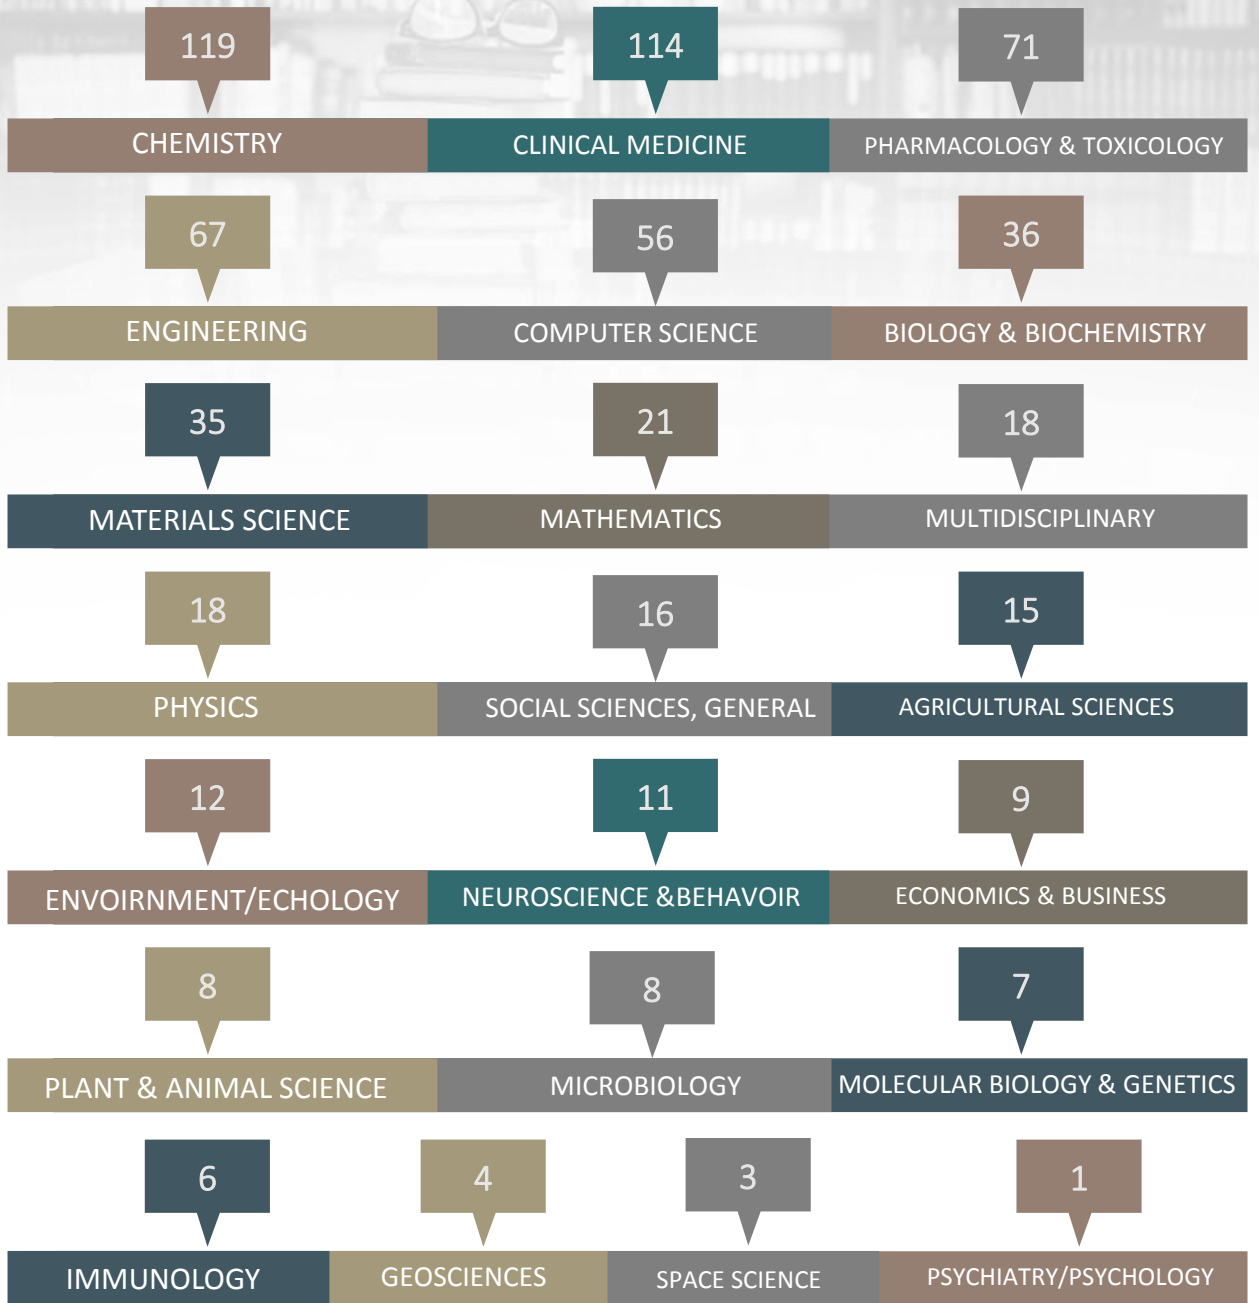 119 114 71
CHEMISTRY CLINICAL MEDICINE PHARMACOLOGY & TOXICOLOGY
67 56 36
ENGINEERING COMPUTER SCIENCE BIOLOGY & BIOCHEMISTRY
35 21 18
MATERIALS SCIENCE MATHEMATICS MULTIDISCIPLINARY
18 16 15
PHYSICS SOCIAL SCIENCES, GENERAL AGRICULTURAL SCIENCES
12 11 9
ENVOIRNMENT/ECHOLOGY NEUROSCIENCE &BEHAVOIR ECONOMICS & BUSINESS
8 8 7
PLANT & ANIMAL SCIENCE MICROBIOLOGY MOLECULAR BIOLOGY & GENETICS
6 4 3 1
IMMUNOLOGY GEOSCIENCES SPACE SCIENCE PSYCHIATRY/PSYCHOLOGY